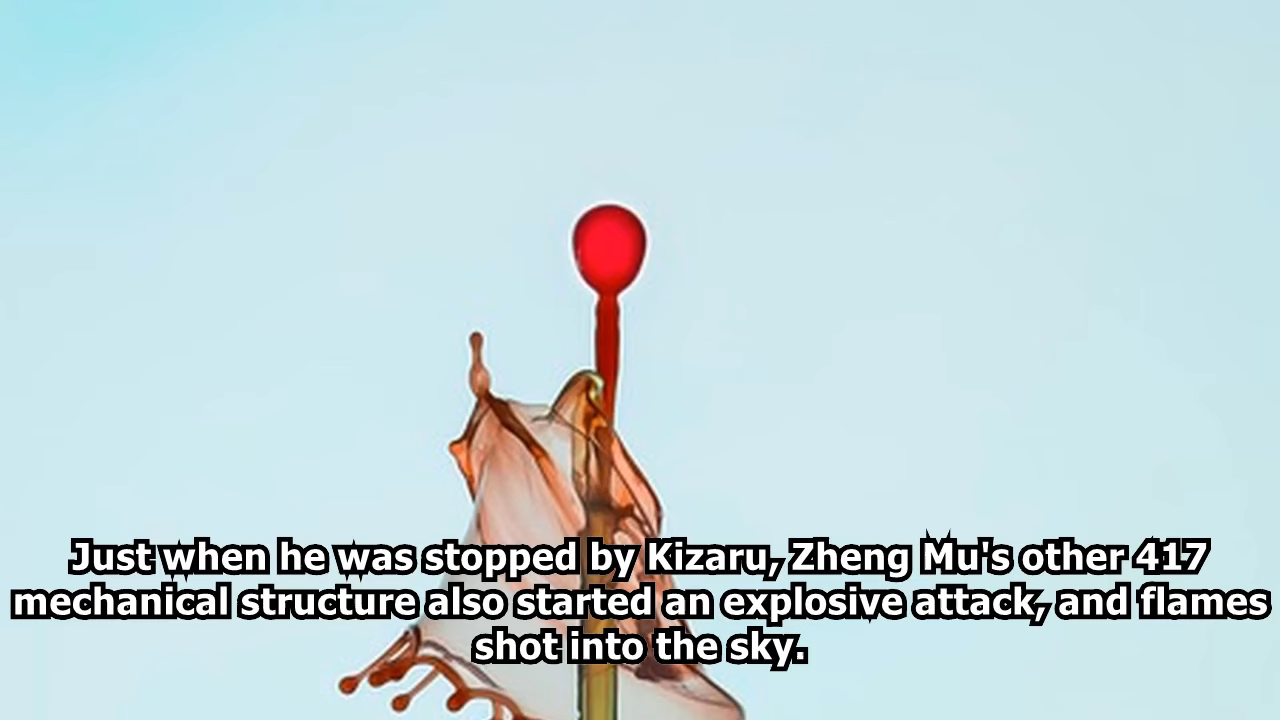 Just when he was stopped by Kizaru, Zheng Mu's other 417
mechanical structure also started an explosive attack, and flames
shot into the sky.